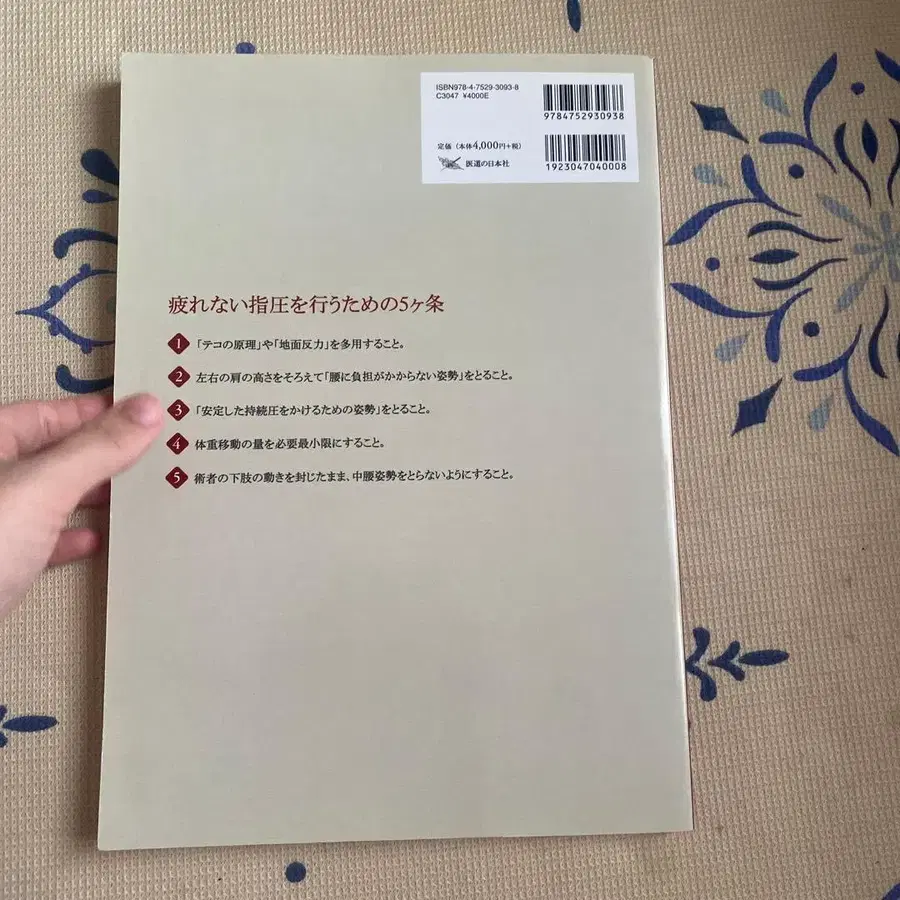 ISBN978-4-7529-3093-8
C3047 ¥4000E
9784752930938
定価（本体4,000円+税）
医道の日本社
1923047040008
疲れない指圧を行うための5ヶ条
1 「テコの原理」や「地面反力」を多用すること。
2 左右の肩の高さをそろえて「腰に負担がかからない姿勢」をとること。
3 「安定した持続圧をかけるための姿勢」をとること。
4 体重移動の量を必要最小限にすること。
5 術者の下肢の動きを封じたまま、中腰姿勢をとらないようにすること。